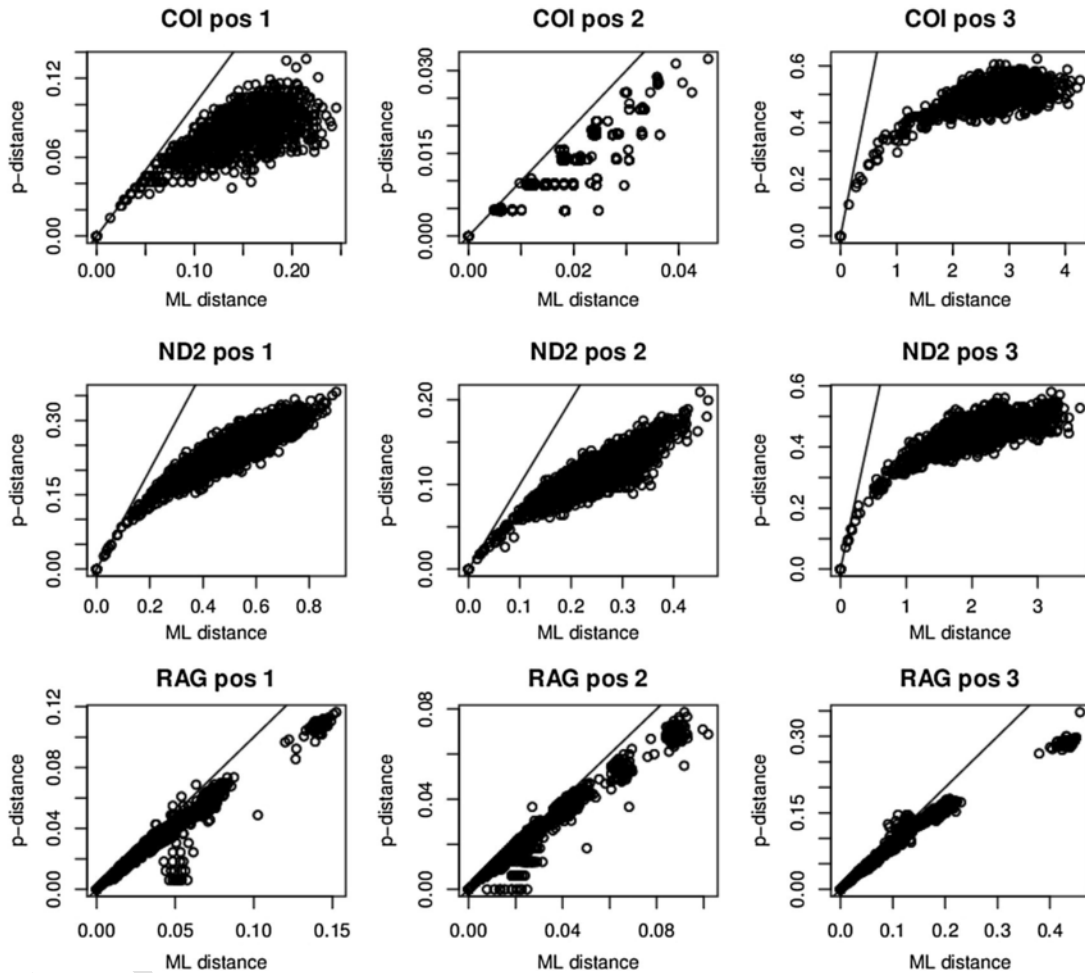 COI pos 1
COI pos 2
COI pos 3
p−distance
0.00 0.06 0.12
0.00 0.10 0.20
ML distance
p−distance
0.000 0.015 0.030
0.00 0.02 0.04
ML distance
p−distance
0.0 0.2 0.4 0.6
0 1 2 3 4
ML distance
ND2 pos 1
ND2 pos 2
ND2 pos 3
p−distance
0.00 0.15 0.30
0.0 0.2 0.4 0.6 0.8
ML distance
p−distance
0.00 0.10 0.20
0.0 0.1 0.2 0.3 0.4
ML distance
p−distance
0.0 0.2 0.4 0.6
0 1 2 3
ML distance
RAG pos 1
RAG pos 2
RAG pos 3
p−distance
0.00 0.04 0.08 0.12
0.00 0.05 0.10 0.15
ML distance
p−distance
0.00 0.04 0.08
0.00 0.04 0.08
ML distance
p−distance
0.00 0.15 0.30
0.0 0.1 0.2 0.3 0.4
ML distance